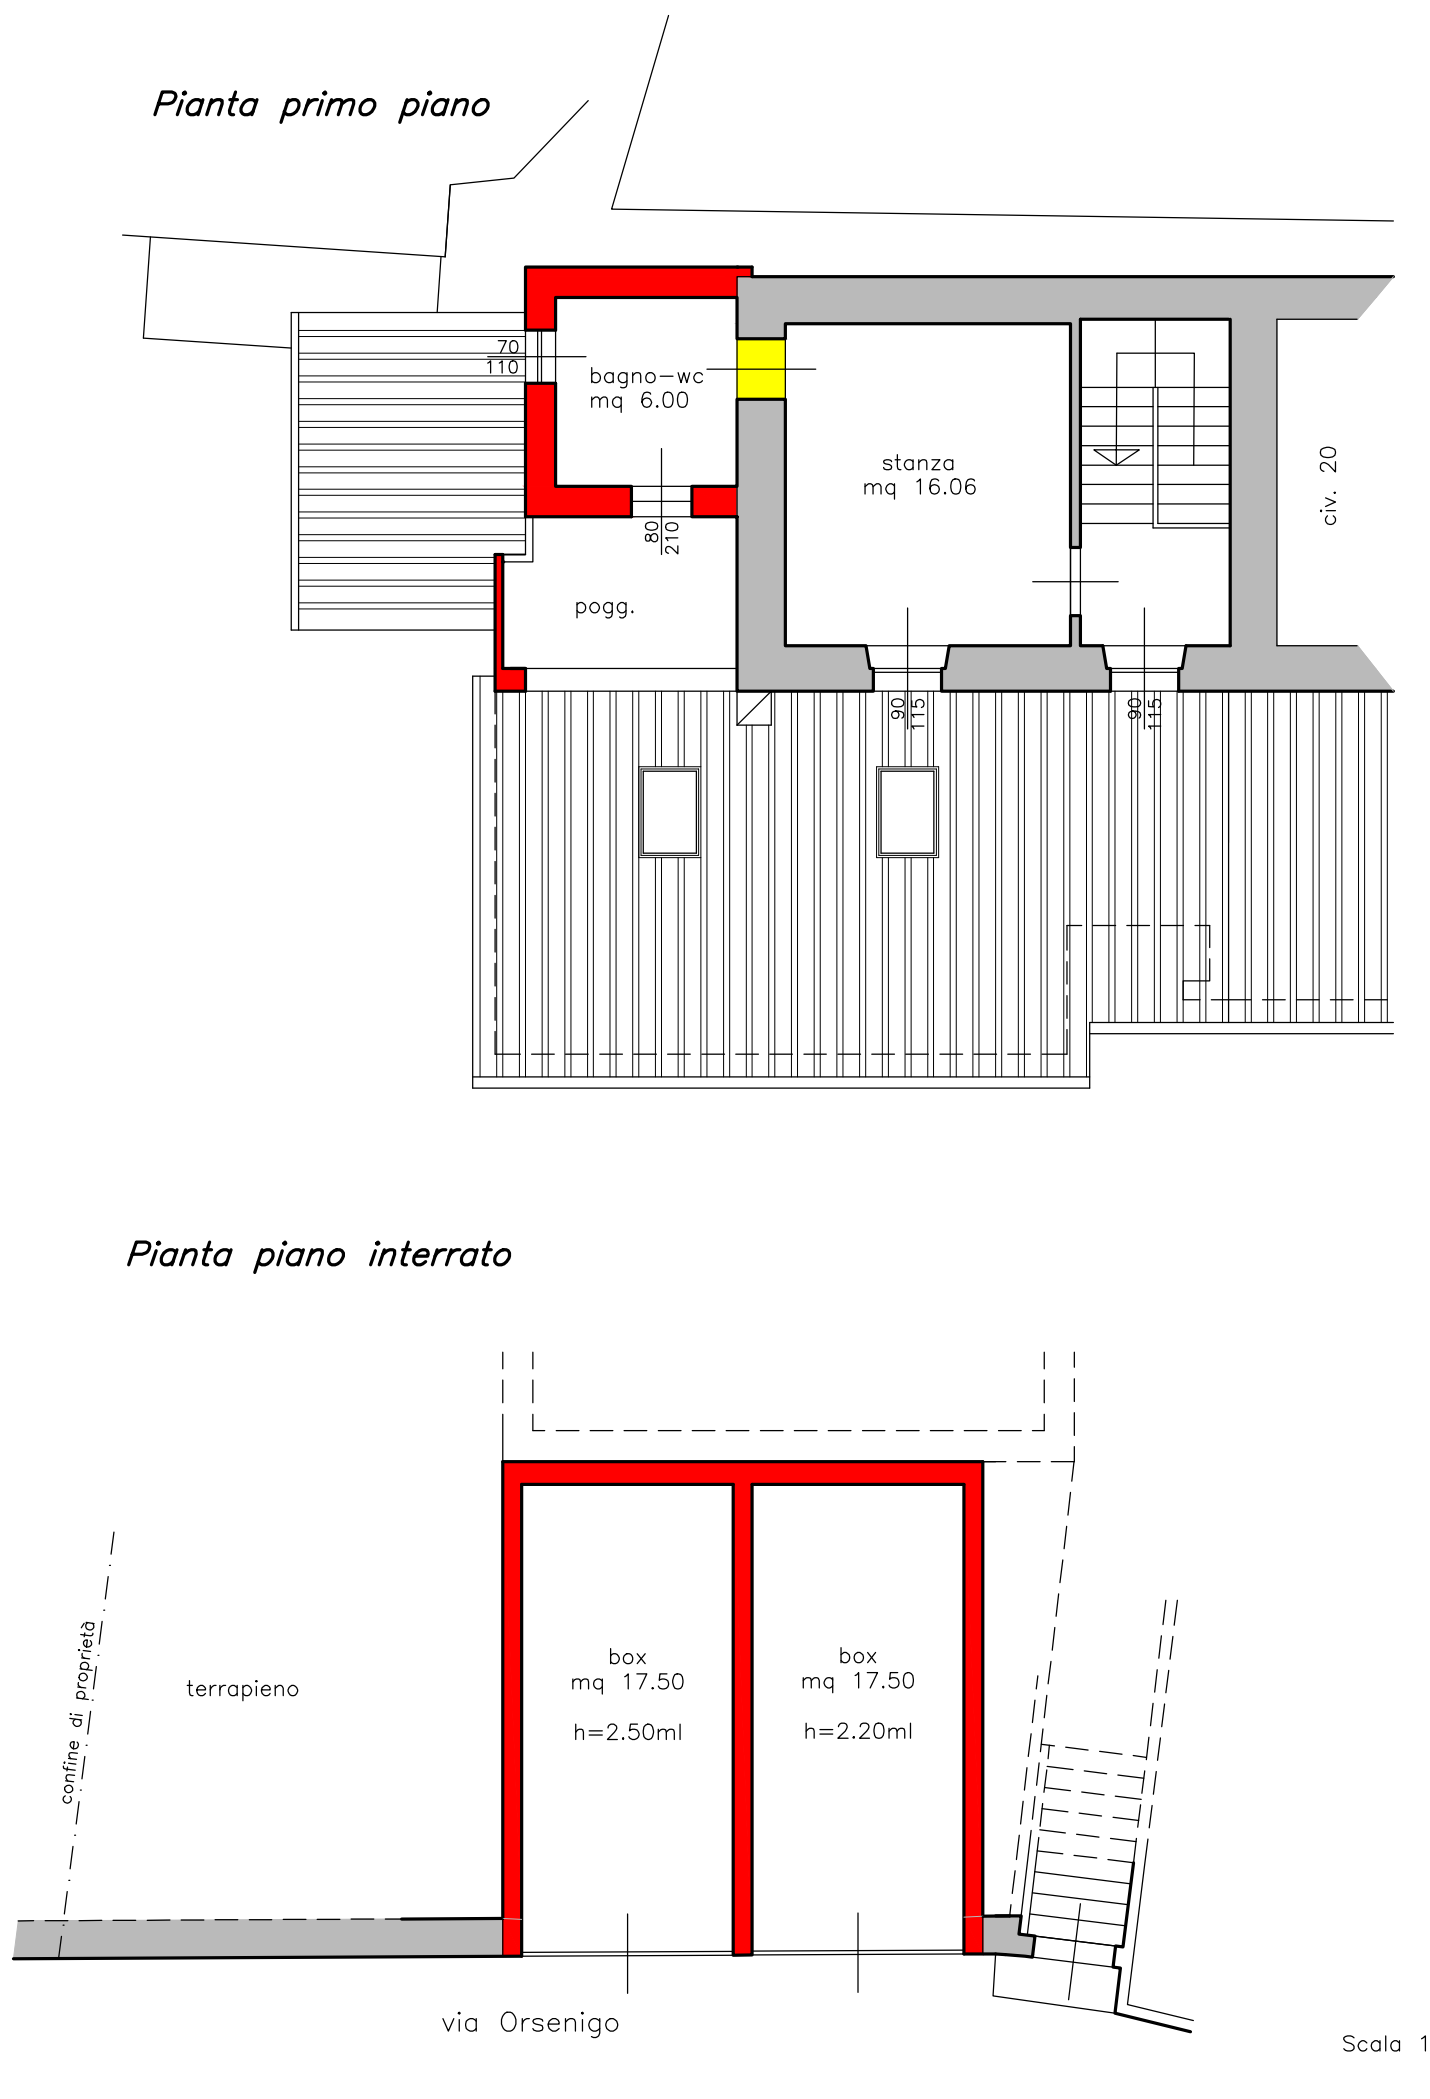 Pianta primo piano
70
110
bagno-wc
mq 6.00
stanza
mq 16.06
civ. 20
80
210
pogg.
90
115
90
115
Pianta piano interrato
confine di proprietà
terrapieno
box
mq 17.50
h=2.50ml
box
mq 17.50
h=2.20ml
via Orsenigo
Scala 1